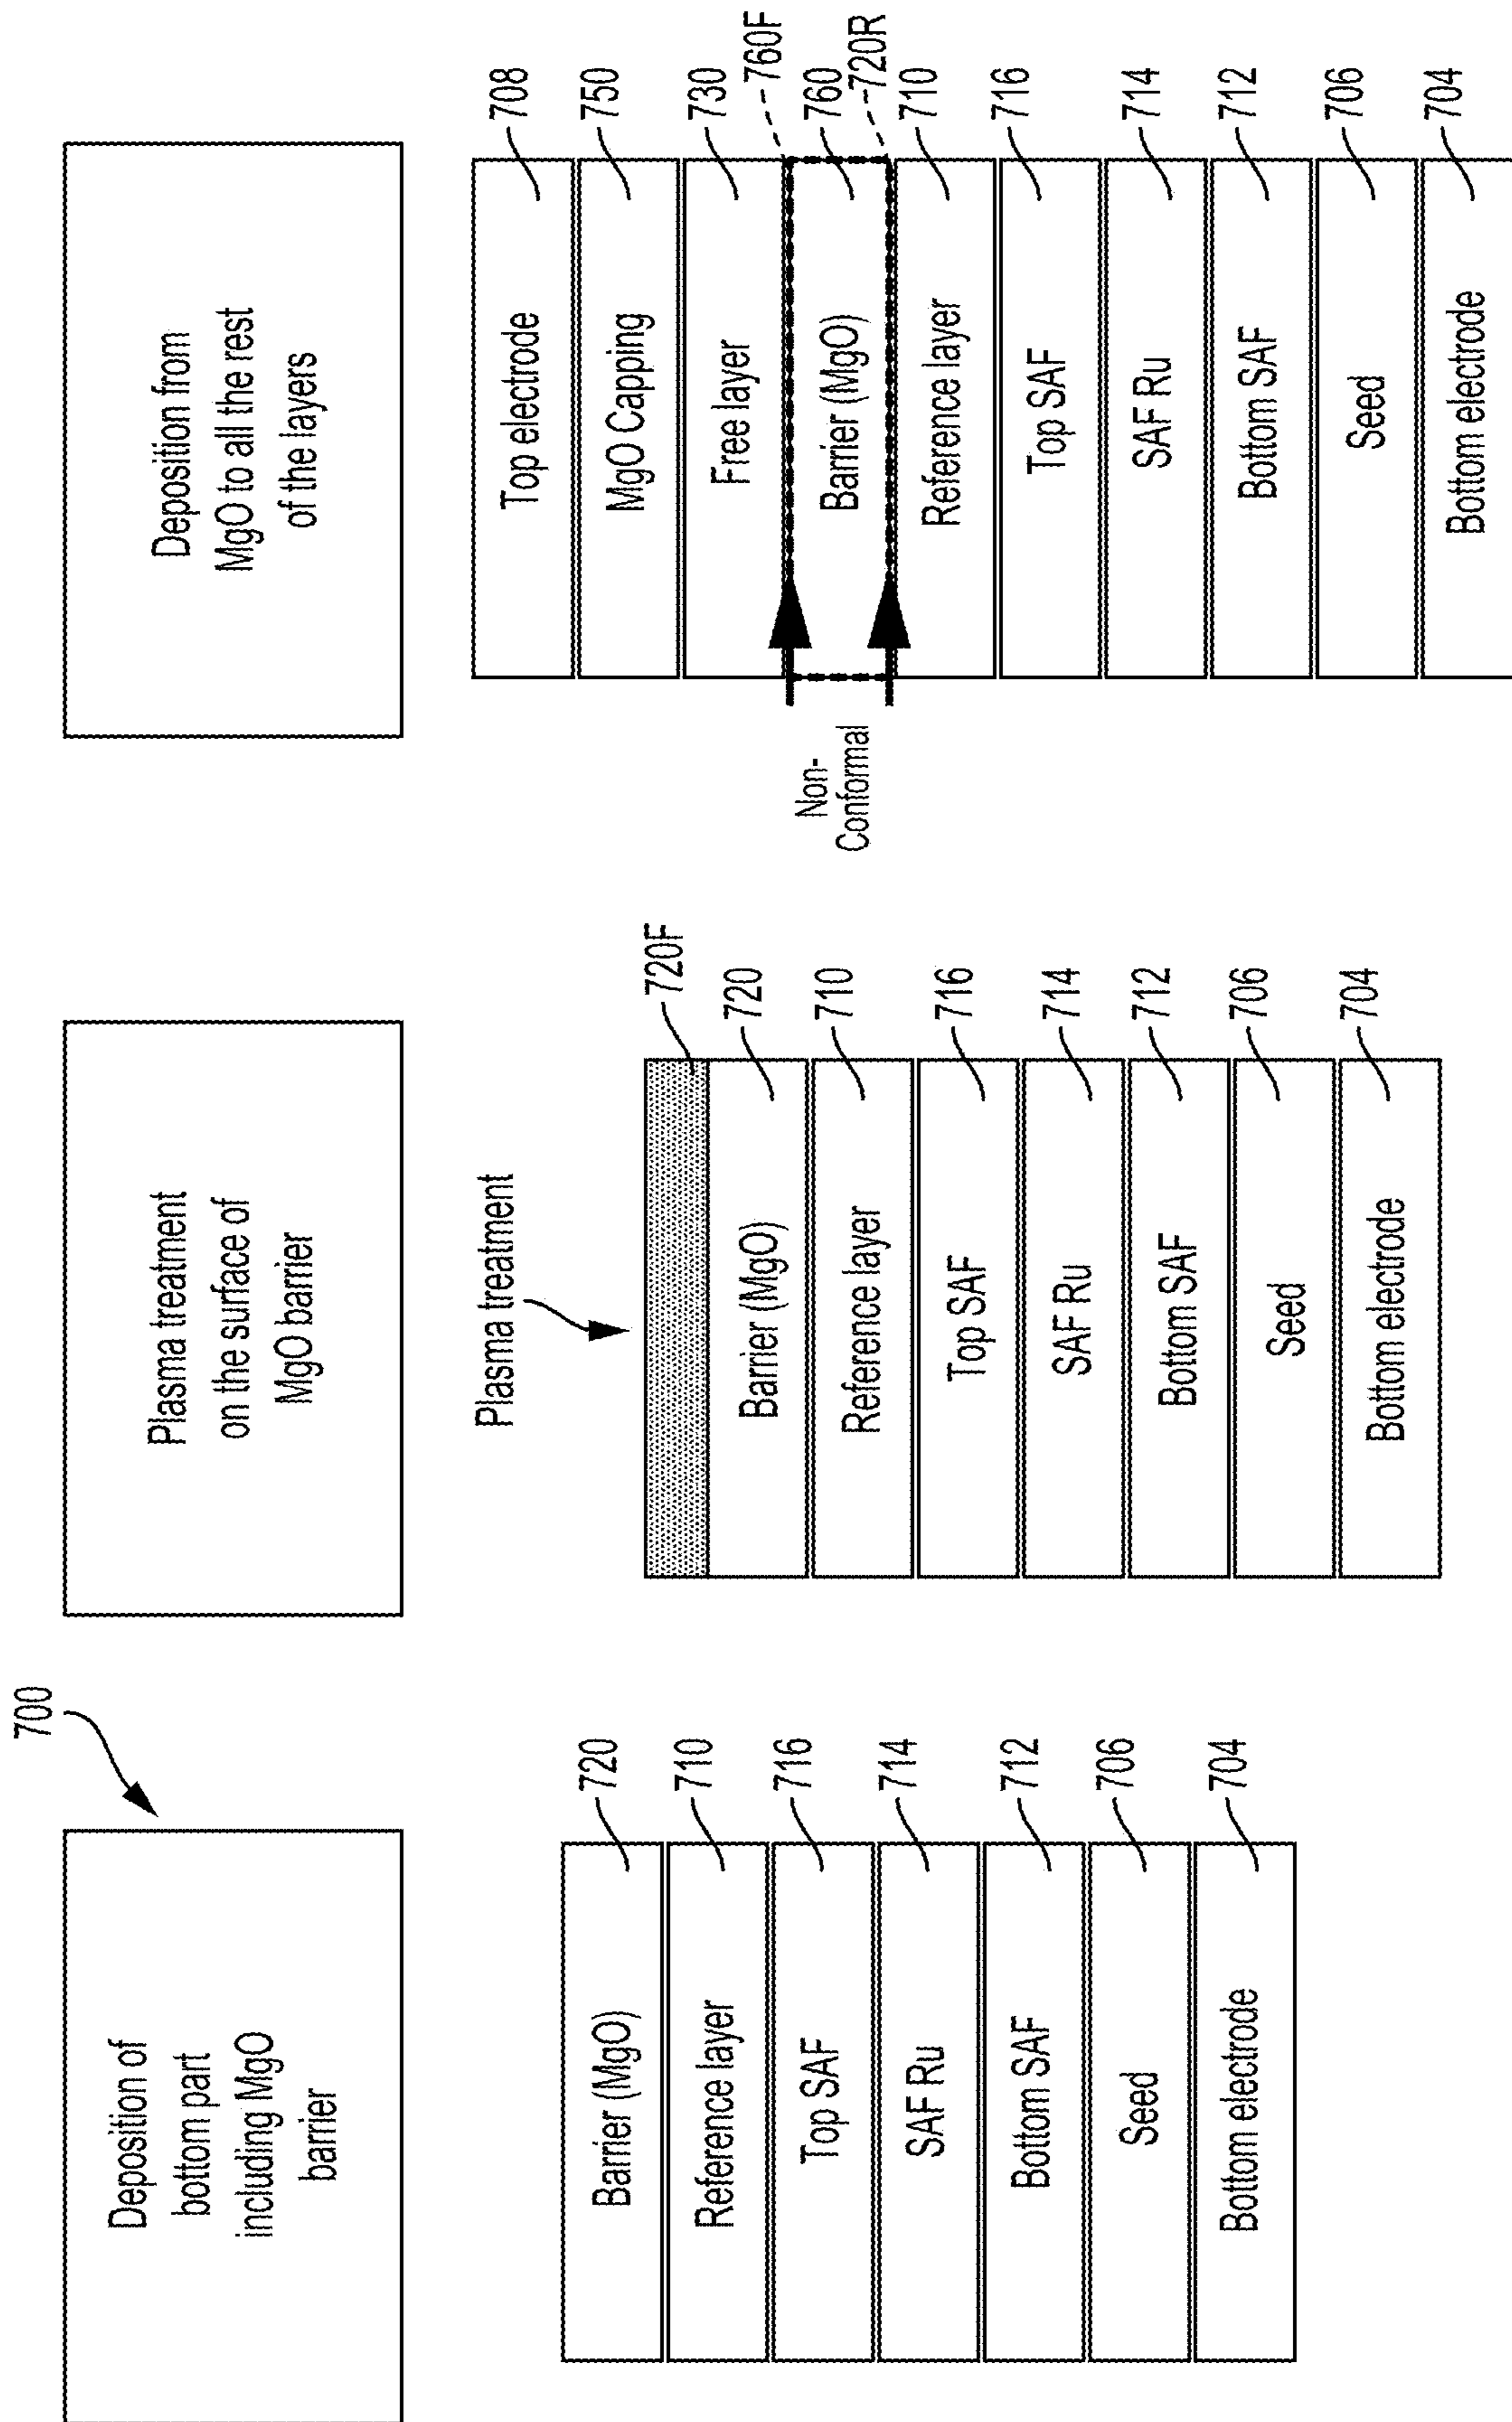 700
Deposition of
bottom part
including MgO
barrier
Barrier (MgO)
720
Reference layer
710
Top SAF
716
SAF Ru
714
Bottom SAF
712
Seed
706
Bottom electrode
704
Plasma treatment
on the surface of
MgO barrier
Plasma treatment
720F
Barrier (MgO)
720
Reference layer
710
Top SAF
716
SAF Ru
714
Bottom SAF
712
Seed
706
Bottom electrode
704
Deposition from
MgO to all the rest
of the layers
Top electrode
708
MgO Capping
750
Free layer
730
760F
Non-
Conformal
Barrier (MgO)
760
720R
Reference layer
710
Top SAF
716
SAF Ru
714
Bottom SAF
712
Seed
706
Bottom electrode
704